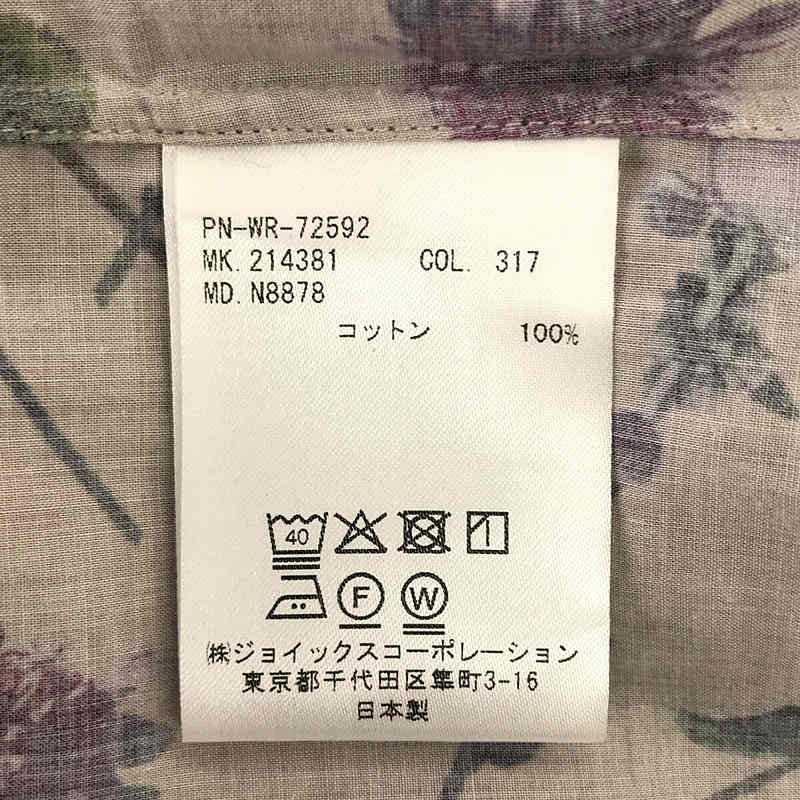 PN-WR-72592
MK. 214381 COL. 317
MD. N8878
コットン 100%
40
F W
㈱ジョイックスコーポレーション
東京都千代田区隼町3-16
日本製